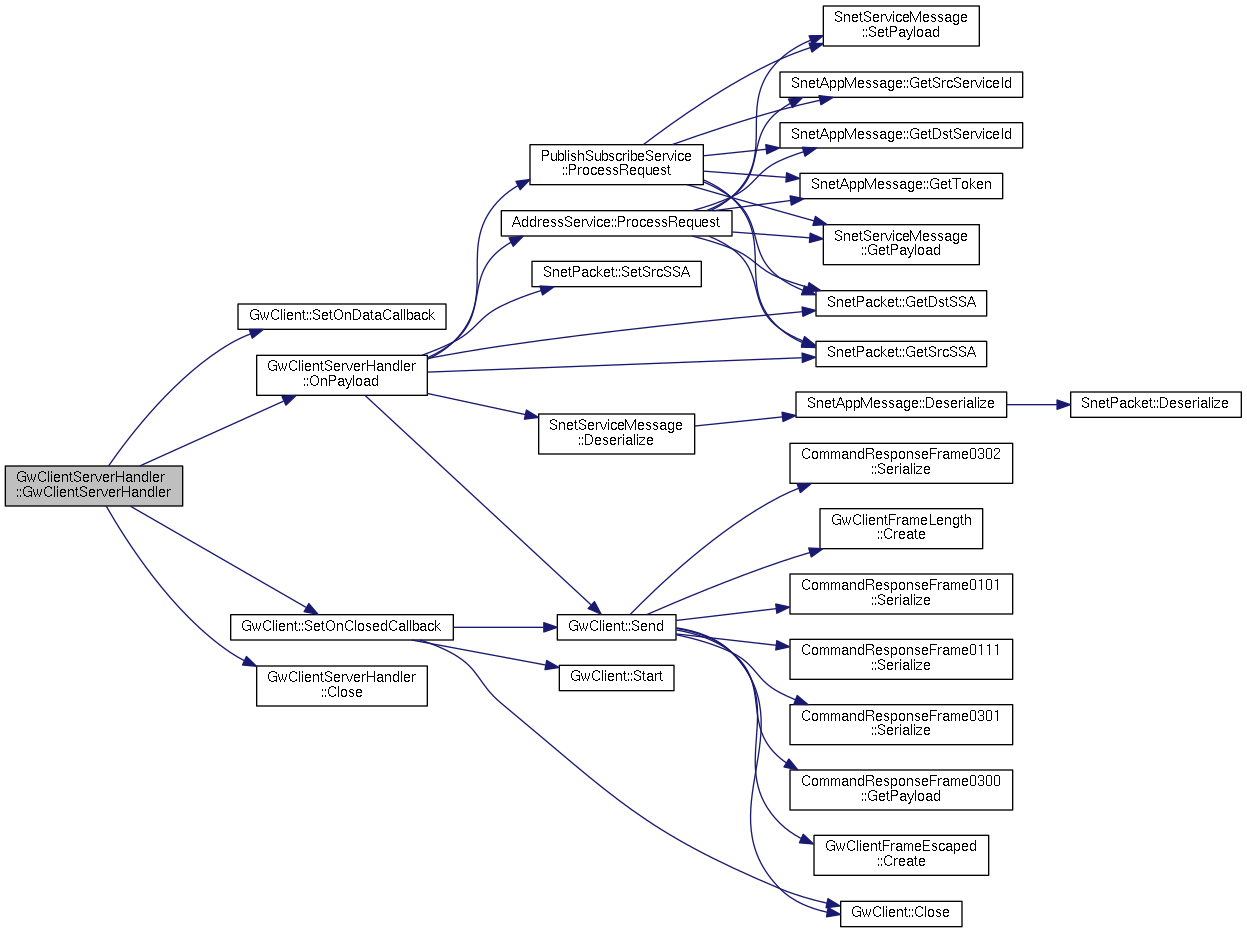 SnetServiceMessage
::SetPayload
SnetAppMessage::GetSrcServiceId
SnetAppMessage::GetDstServiceId
PublishSubscribeService
::ProcessRequest
SnetAppMessage::GetToken
AddressService::ProcessRequest
SnetServiceMessage
::GetPayload
SnetPacket::SetSrcSSA
SnetPacket::GetDstSSA
GwClient::SetOnDataCallback
SnetPacket::GetSrcSSA
GwClientServerHandler
::OnPayload
SnetAppMessage::Deserialize
SnetPacket::Deserialize
SnetServiceMessage
::Deserialize
CommandResponseFrame0302
::Serialize
GwClientServerHandler
::GwClientServerHandler
GwClientFrameLength
::Create
CommandResponseFrame0101
::Serialize
GwClient::SetOnClosedCallback
GwClient::Send
CommandResponseFrame0111
::Serialize
GwClient::Start
GwClientServerHandler
::Close
CommandResponseFrame0301
::Serialize
CommandResponseFrame0300
::GetPayload
GwClientFrameEscaped
::Create
GwClient::Close